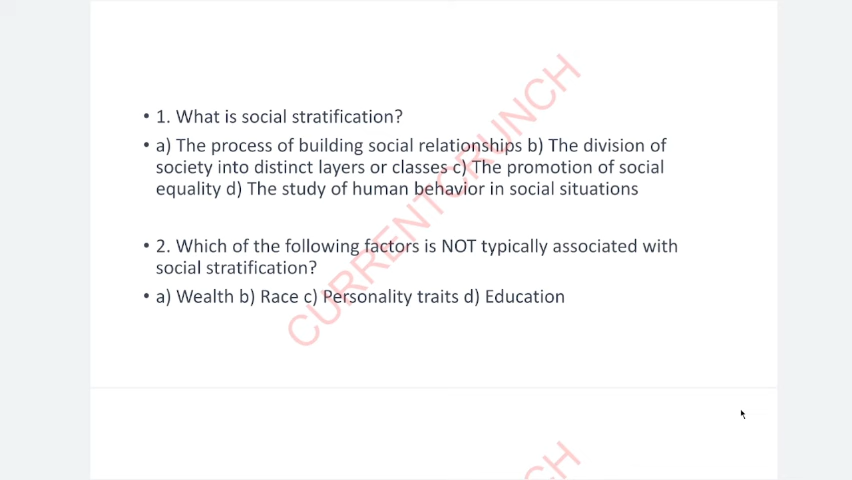 • 1. What is social stratification?
• a) The process of building social relationships b) The division of
society into distinct layers or classes c) The promotion of social
equality d) The study of human behavior in social situations
• 2. Which of the following factors is NOT typically associated with
social stratification?
• a) Wealth b) Race c) Personality traits d) Education
CURRENTCRUNCH
CH